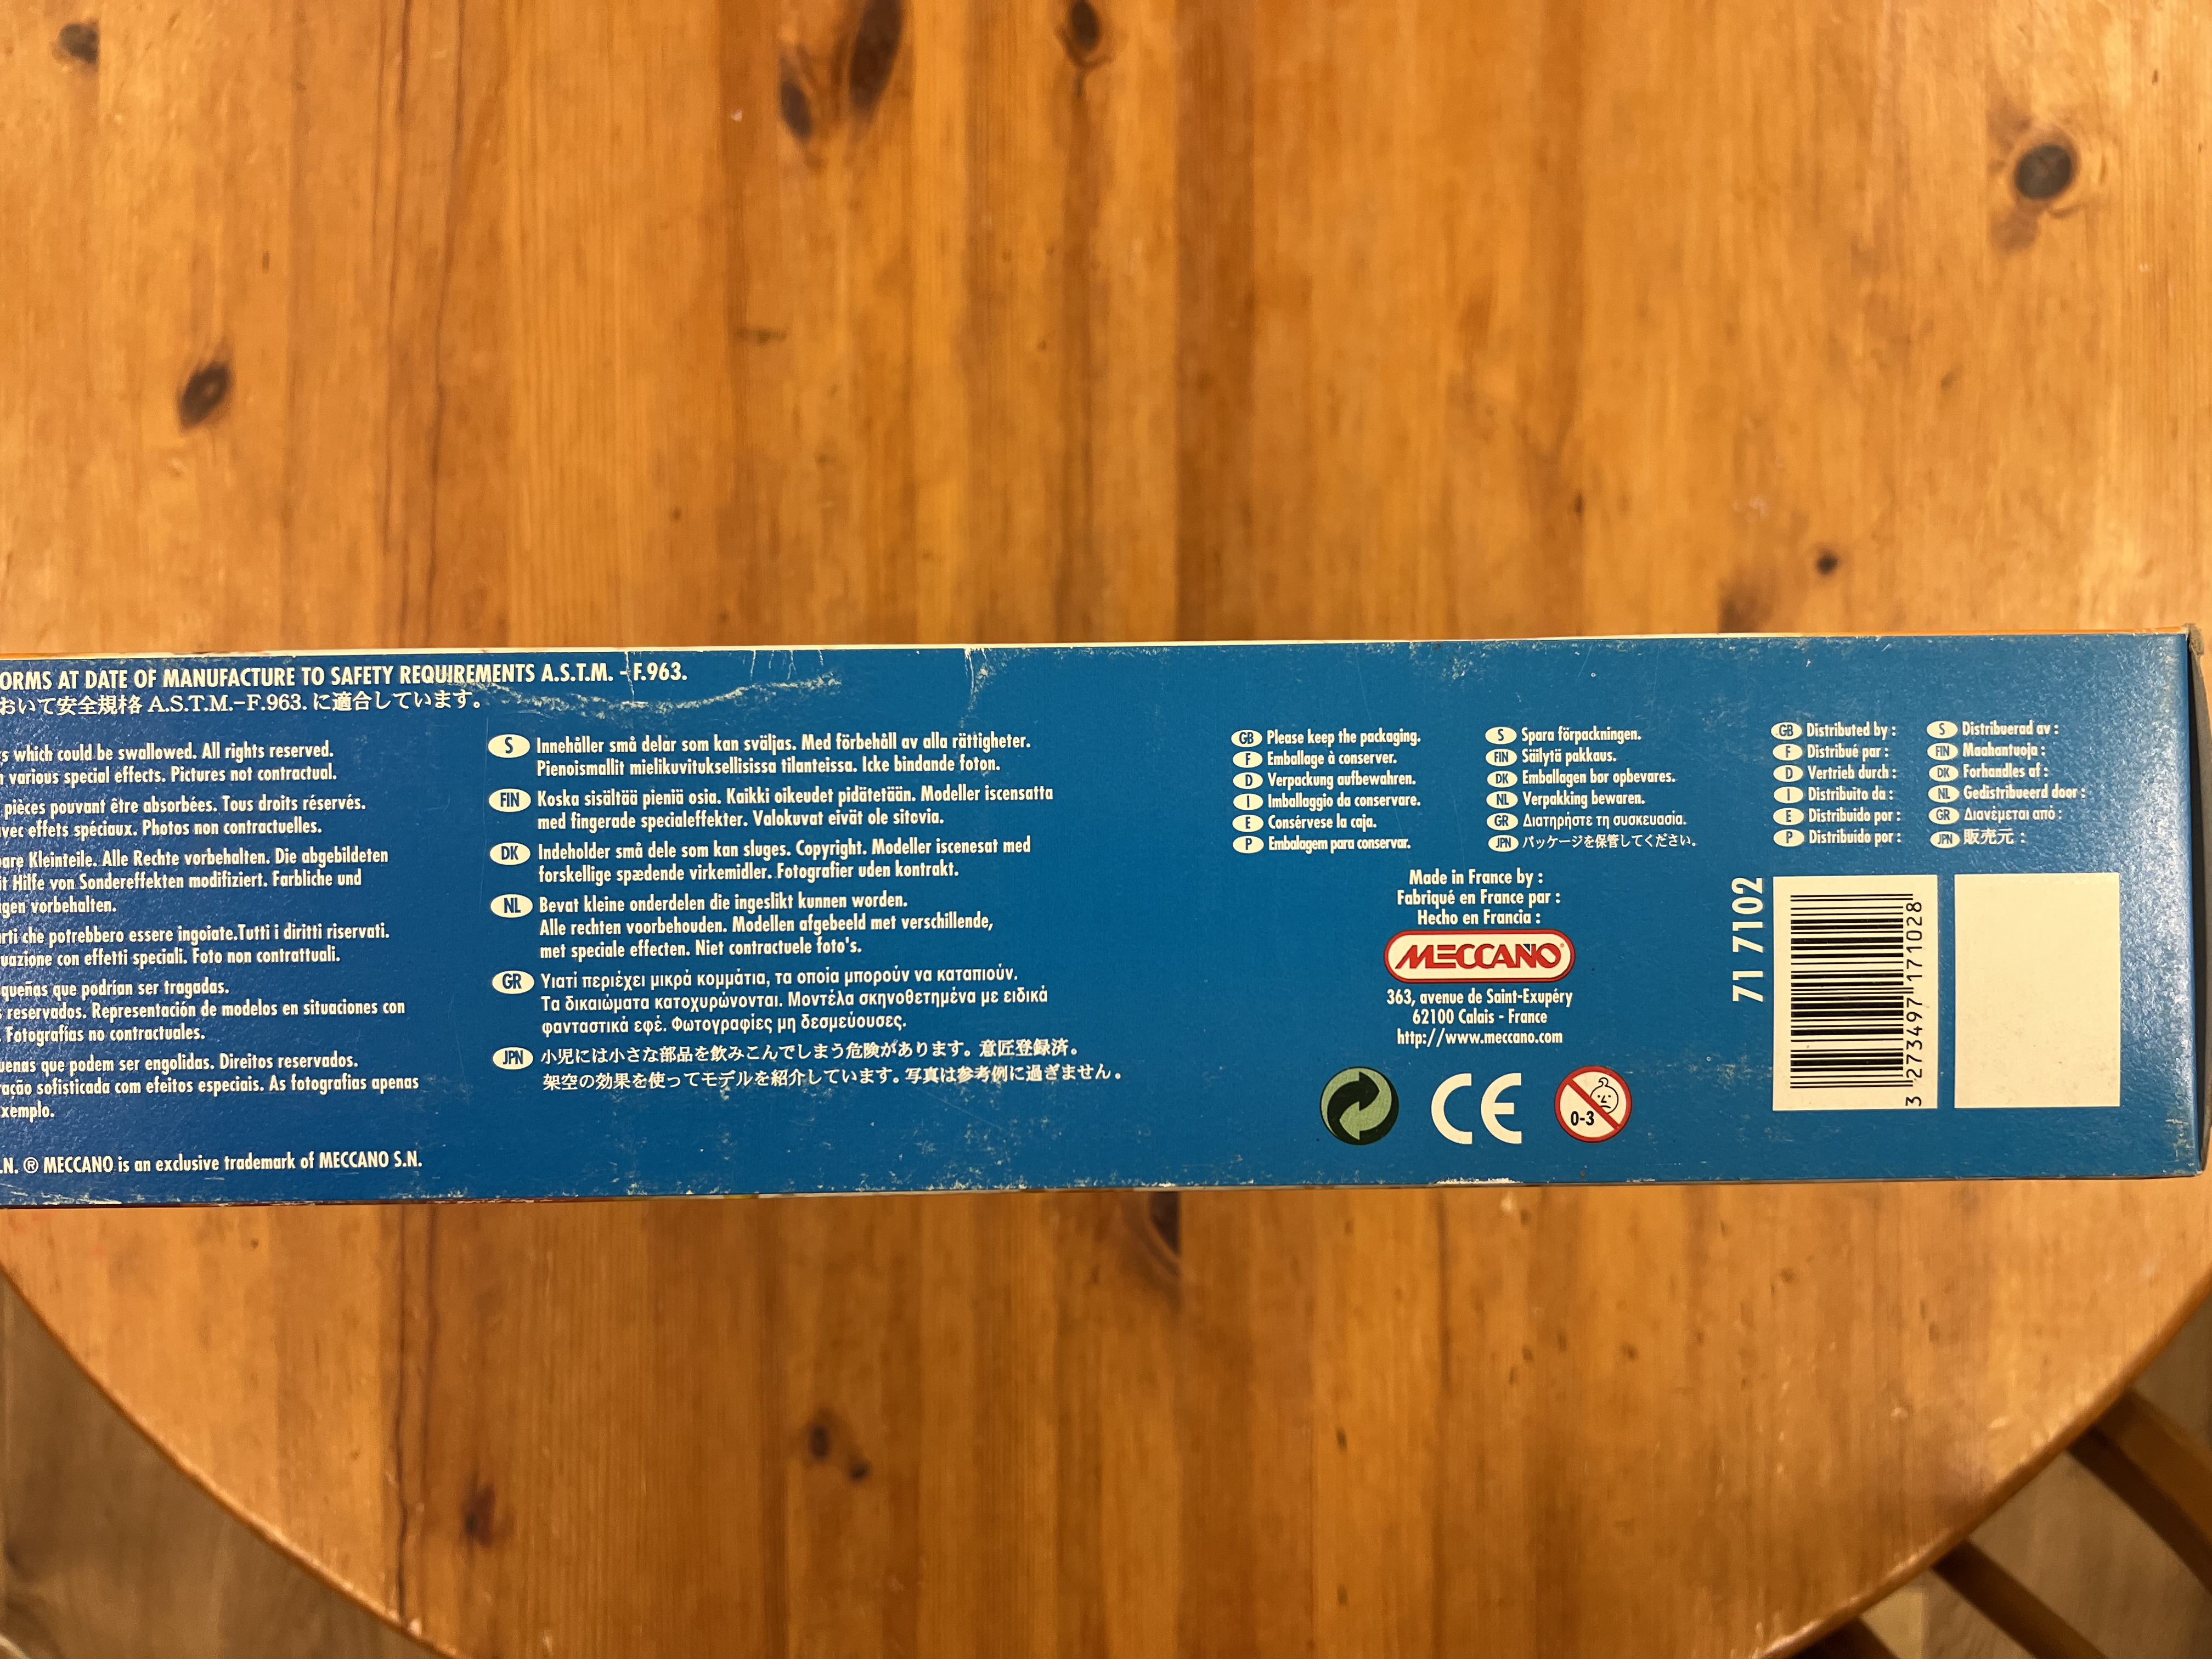 ORMS AT DATE OF MANUFACTURE TO SAFETY REQUIREMENTS A.S.T.M. - F.963.
おいて安全規格 A.S.T.M.-F.963. に適合しています。
s which could be swallowed. All rights reserved.
various special effects. Pictures not contractual.
pièces pouvant être absorbées. Tous droits réservés.
vec effets spéciaux. Photos non contractuelles.
bare Kleinteile. Alle Rechte vorbehalten. Die abgebildeten
it Hilfe von Sondereffekten modifiziert. Farbliche und
gen vorbehalten.
rti che potrebbero essere ingoiate.Tutti i diritti riservati.
uazione con effetti speciali. Foto non contrattuali.
queñas que podrían ser tragadas.
reservados. Representación de modelos en situaciones con
Fotografías no contractuales.
uenas que podem ser engolidas. Direitos reservados.
ação sofisticada com efeitos especiais. As fotografias apenas
xemplo.
.N. ® MECCANO is an exclusive trademark of MECCANO S.N.
S Innehåller små delar som kan sväljas. Med förbehåll av alla rättigheter.
Pienoismallit mielikuvituksellisissa tilanteissa. Icke bindande foton.
FIN Koska sisältää pieniä osia. Kaikki oikeudet pidätetään. Modeller iscensatta
med fingerade specialeffekter. Valokuvat eivät ole sitovia.
DK Indeholder små dele som kan sluges. Copyright. Modeller iscenesat med
forskellige spædende virkemidler. Fotografier uden kontrakt.
NL Bevat kleine onderdelen die ingeslikt kunnen worden.
Alle rechten voorbehouden. Modellen afgebeeld met verschillende,
met speciale effecten. Niet contractuele foto's.
GR Υιατί περιέχει μικρά κομμάτια, τα οποία μπορούν να καταπιούν.
Τα δικαιώματα κατοχυρώνονται. Μοντέλα σκηνοθετημένα με ειδικά
φανταστικά εφέ. Φωτογραφίες μη δεσμεύουσες.
JPN 小児には小さな部品を飲みこんでしまう危険があります。意匠登録済。
架空の効果を使ってモデルを紹介しています。写真は参考例に過ぎません。
GB Please keep the packaging.
F Emballage à conserver.
D Verpackung aufbewahren.
I Imballaggio da conservare.
E Consérvese la caja.
P Embalagem para conservar.
S Spara förpackningen.
FIN Säilytä pakkaus.
DK Emballagen bør opbevares.
NL Verpakking bewaren.
GR Διατηρήστε τη συσκευασία.
JPN パッケージを保管してください。
Made in France by :
Fabriqué en France par :
Hecho en Francia :
MECCANO®
363, avenue de Saint-Exupéry
62100 Calais - France
http://www.meccano.com
CE
0-3
GB Distributed by :
F Distribué par :
D Vertrieb durch :
I Distribuito da :
E Distribuido por :
P Distribuido por :
S Distribuerad av :
FIN Maahantuoja :
DK Forhandles af :
NL Gedistribueerd door :
GR Διανέμεται από :
JPN 販売元 :
71 7102
3 273497 171028